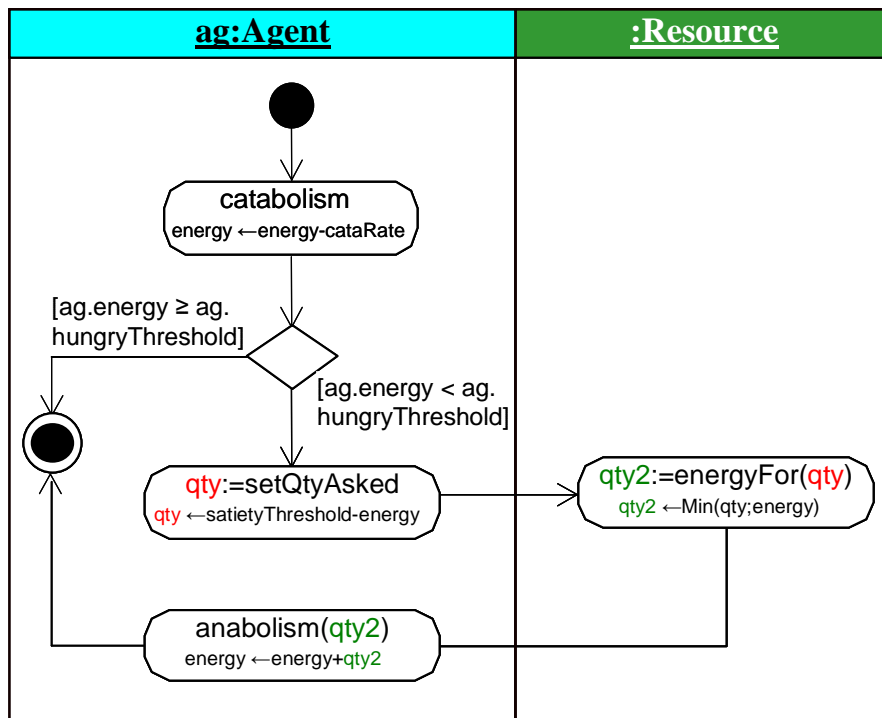 ag:Agent
:Resource
catabolism
energy ←energy-cataRate
[ag.energy ≥ ag.
hungryThreshold]
[ag.energy < ag.
hungryThreshold]
qty:=setQtyAsked
qty ←satietyThreshold-energy
qty2:=energyFor(qty)
qty2 ←Min(qty;energy)
anabolism(qty2)
energy ←energy+qty2